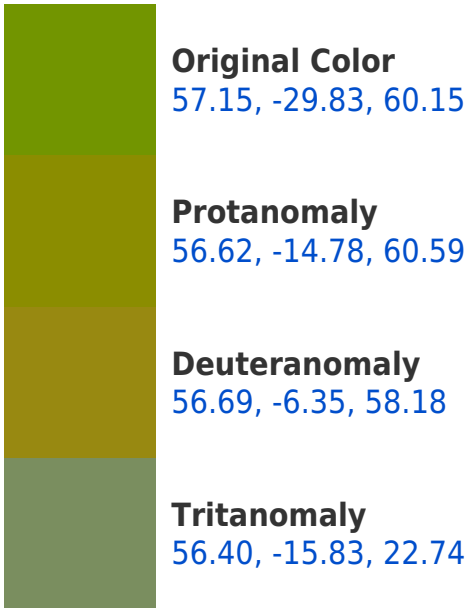 Original Color
57.15, -29.83, 60.15
Protanomaly
56.62, -14.78, 60.59
Deuteranomaly
56.69, -6.35, 58.18
Tritanomaly
56.40, -15.83, 22.74